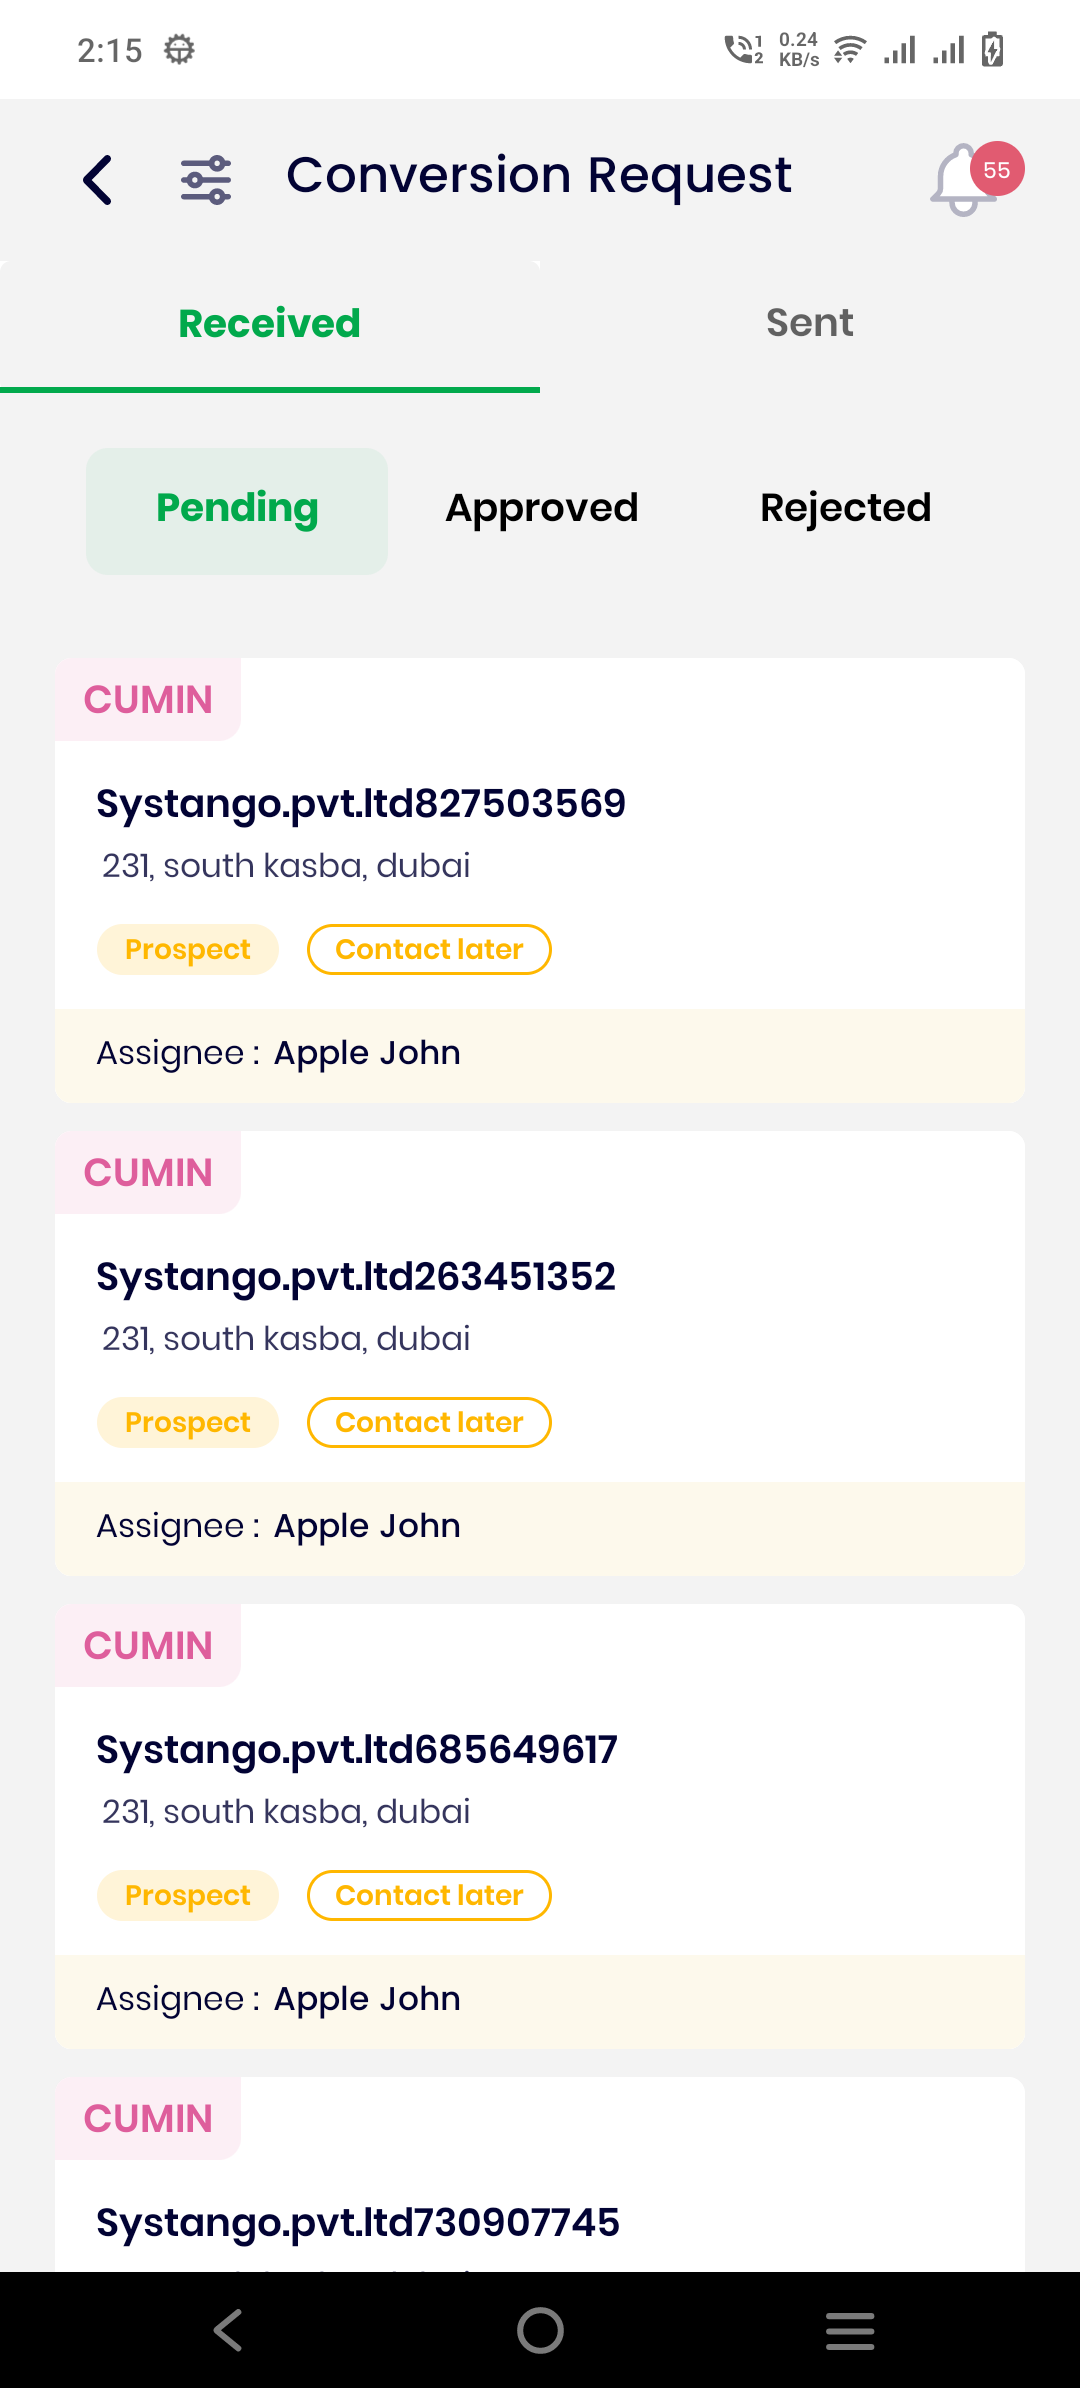 2:15
1
2
0.24
KB/s
Conversion Request
55
Received
Sent
Pending
Approved
Rejected
CUMIN
Systango.pvt.ltd827503569
231, south kasba, dubai
Prospect
Contact later
Assignee : Apple John
CUMIN
Systango.pvt.ltd263451352
231, south kasba, dubai
Prospect
Contact later
Assignee : Apple John
CUMIN
Systango.pvt.ltd685649617
231, south kasba, dubai
Prospect
Contact later
Assignee : Apple John
CUMIN
Systango.pvt.ltd730907745